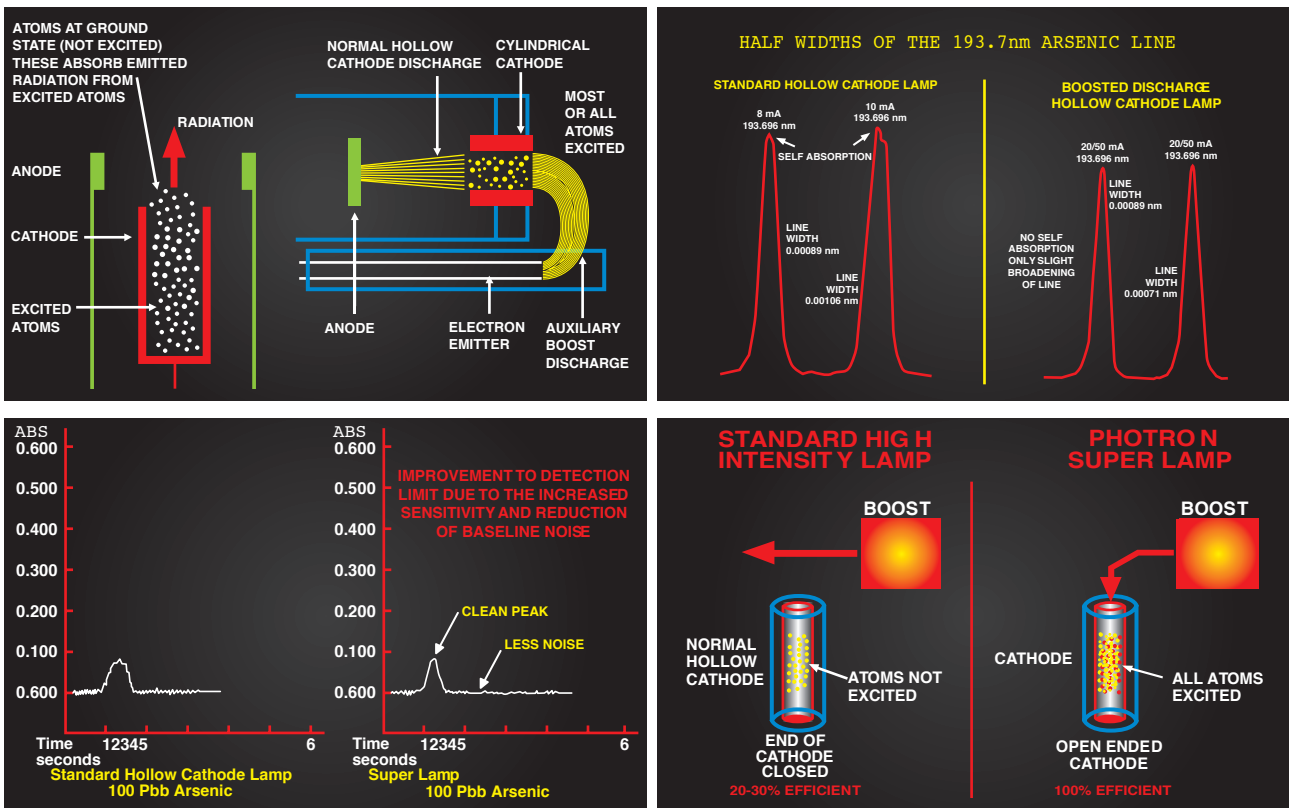 ATOMS AT GROUND
STATE (NOT EXCITED)
THESE ABSORB EMITTED
RADIATION FROM
EXCITED ATOMS
RADIATION
ANODE
CATHODE
EXCITED
ATOMS
NORMAL HOLLOW
CATHODE DISCHARGE
CYLINDRICAL
CATHODE
MOST
OR ALL
ATOMS
EXCITED
ANODE
ELECTRON
EMITTER
AUXILIARY
BOOST
DISCHARGE
HALF WIDTHS OF THE 193.7nm ARSENIC LINE
STANDARD HOLLOW CATHODE LAMP
8 mA
193.696 nm
10 mA
193.696 nm
SELF ABSORPTION
LINE
WIDTH
0.00089 nm
LINE
WIDTH
0.00106 nm
BOOSTED DISCHARGE
HOLLOW CATHODE LAMP
20/50 mA
193.696 nm
20/50 mA
193.696 nm
LINE
WIDTH
0.00089 nm
NO SELF
ABSORPTION
ONLY SLIGHT
BROADENING
OF LINE
LINE
WIDTH
0.00071 nm
ABS
0.600
0.500
0.400
0.300
0.200
0.100
0.600
Time
seconds
12345
6
Standard Hollow Cathode Lamp
100 Pbb Arsenic
ABS
0.600
0.500
0.400
0.300
0.200
0.100
0.600
IMPROVEMENT TO DETECTION
LIMIT DUE TO THE INCREASED
SENSITIVITY AND REDUCTION
OF BASELINE NOISE
CLEAN PEAK
LESS NOISE
Time
seconds
12345
6
Super Lamp
100 Pbb Arsenic
STANDARD HIGH
INTENSITY LAMP
BOOST
NORMAL
HOLLOW
CATHODE
ATOMS NOT
EXCITED
END OF
CATHODE
CLOSED
20-30% EFFICIENT
PHOTRON
SUPER LAMP
BOOST
CATHODE
ALL ATOMS
EXCITED
OPEN ENDED
CATHODE
100% EFFICIENT